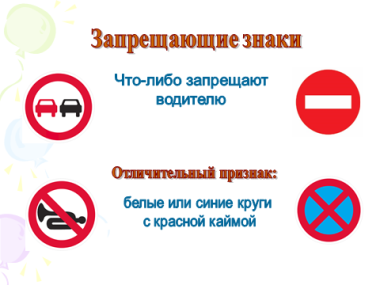 Запрещающие знаки
Что-либо запрещают
водителю
Отличительный признак:
белые или синие круги
с красной каймой